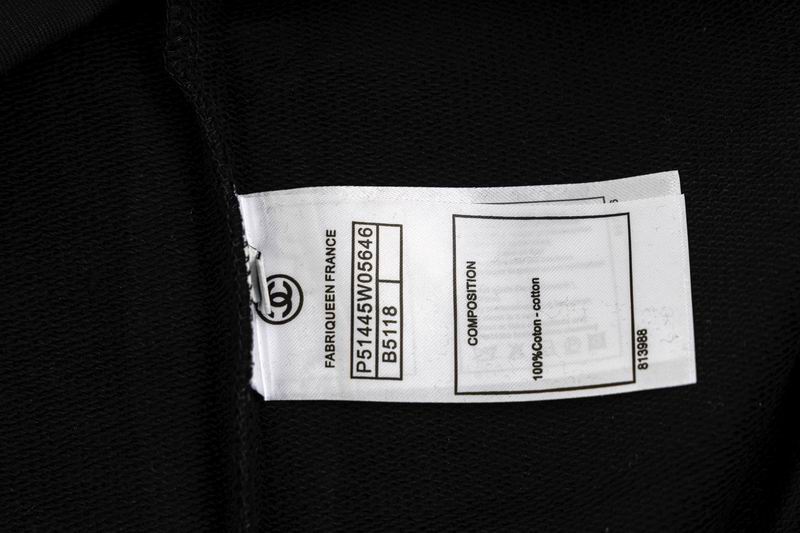 FABRIQUEEN FRANCE
P51445W05646
B5118
COMPOSITION
100%Coton - cotton
813988